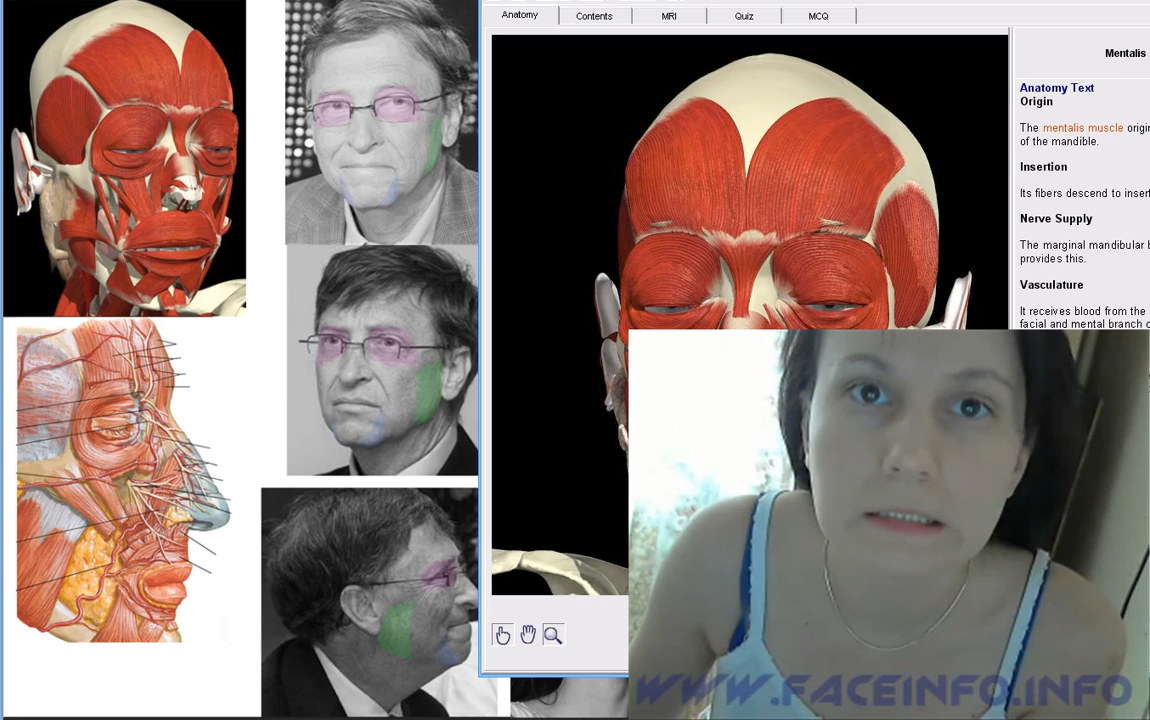 Anatomy
Contents
MRI
Quiz
MCQ
Mentalis
Anatomy Text
Origin
The mentalis muscle origin
of the mandible.
Insertion
Its fibers descend to insert
Nerve Supply
The marginal mandibular b
provides this.
Vasculature
It receives blood from the
facial and mental branch o
WWW.FACEINFO.INFO